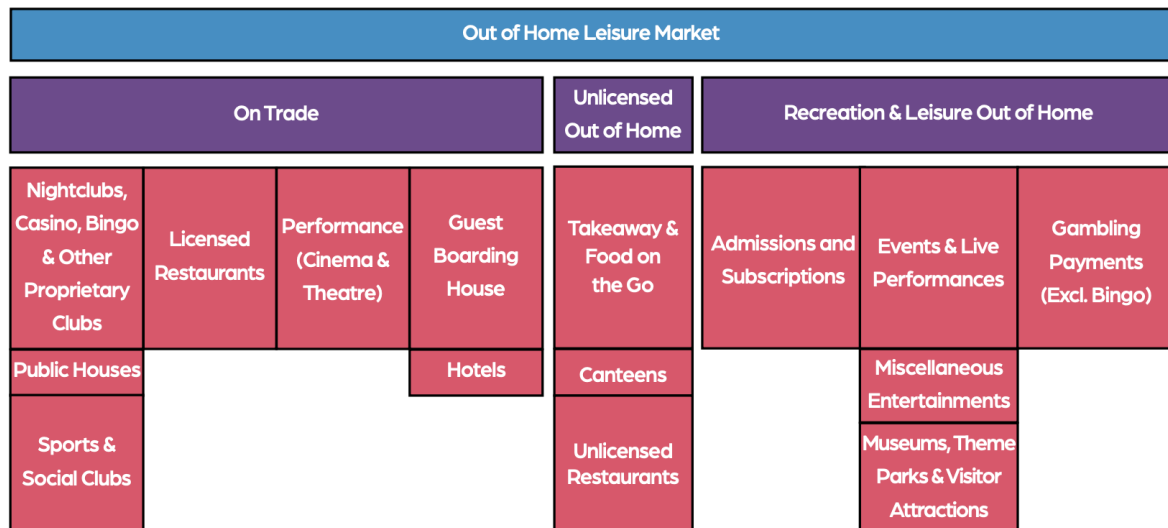 Out of Home Leisure Market
On Trade
Unlicensed
Out of Home
Recreation & Leisure Out of Home
Nightclubs,
Casino, Bingo
& Other
Proprietary
Clubs
Licensed
Restaurants
Performance
(Cinema &
Theatre)
Guest
Boarding
House
Takeaway &
Food on
the Go
Admissions and
Subscriptions
Events & Live
Performances
Gambling
Payments
(Excl. Bingo)
Public Houses
Hotels
Canteens
Miscellaneous
Entertainments
Sports &
Social Clubs
Unlicensed
Restaurants
Museums, Theme
Parks & Visitor
Attractions